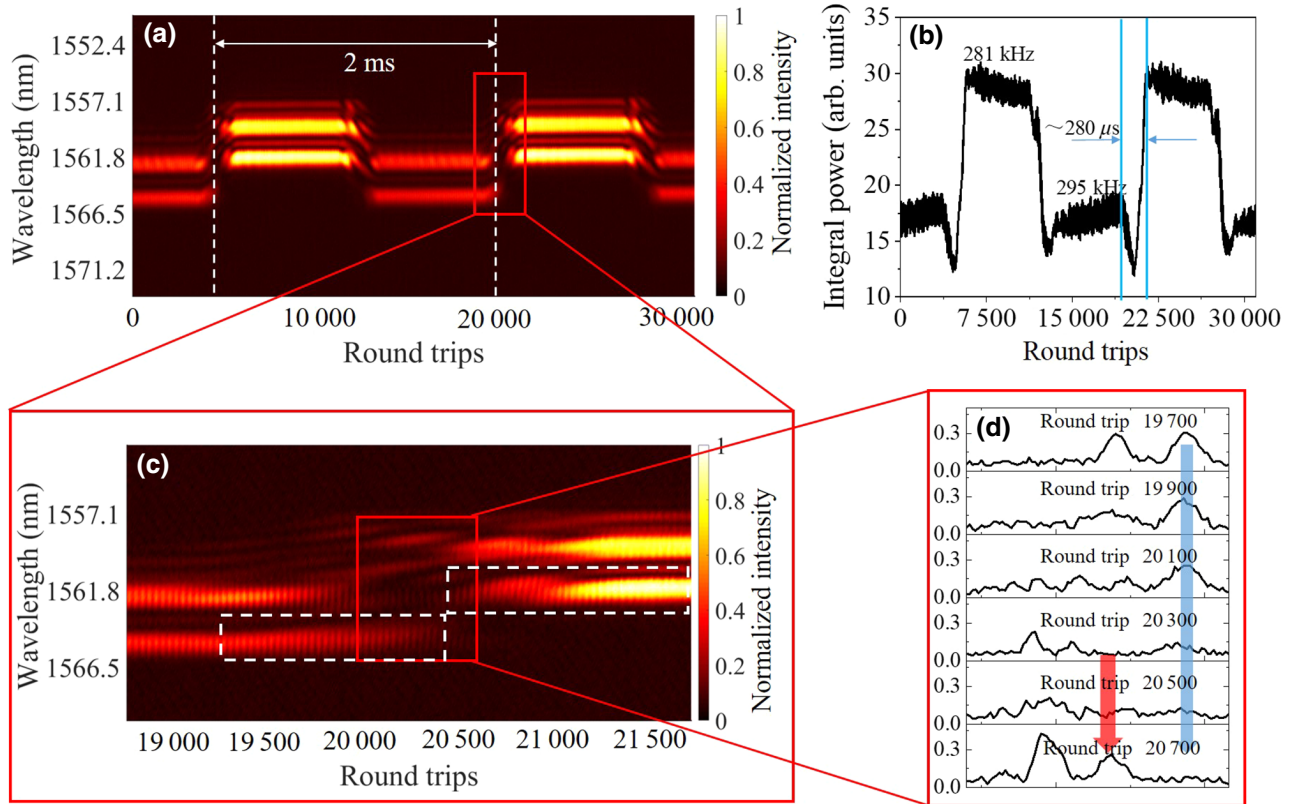 (a)
1552.4
1557.1
1561.8
1566.5
1571.2
Wavelength (nm)
2 ms
0
10 000
20 000
30 000
Round trips
1
0.8
0.6
0.4
0.2
0
Normalized intensity
(b)
35
30
25
20
15
10
Integral power (arb. units)
281 kHz
~280 μs
295 kHz
0
7 500
15 000
22 500
30 000
Round trips
(c)
1557.1
1561.8
1566.5
Wavelength (nm)
19 000
19 500
20 000
20 500
21 000
21 500
Round trips
1
0.8
0.6
0.4
0.2
0
Normalized intensity
(d)
0.3
0.0
Round trip 19 700
0.3
0.0
Round trip 19 900
0.3
0.0
Round trip 20 100
0.3
0.0
Round trip 20 300
0.3
0.0
Round trip 20 500
0.3
0.0
Round trip 20 700